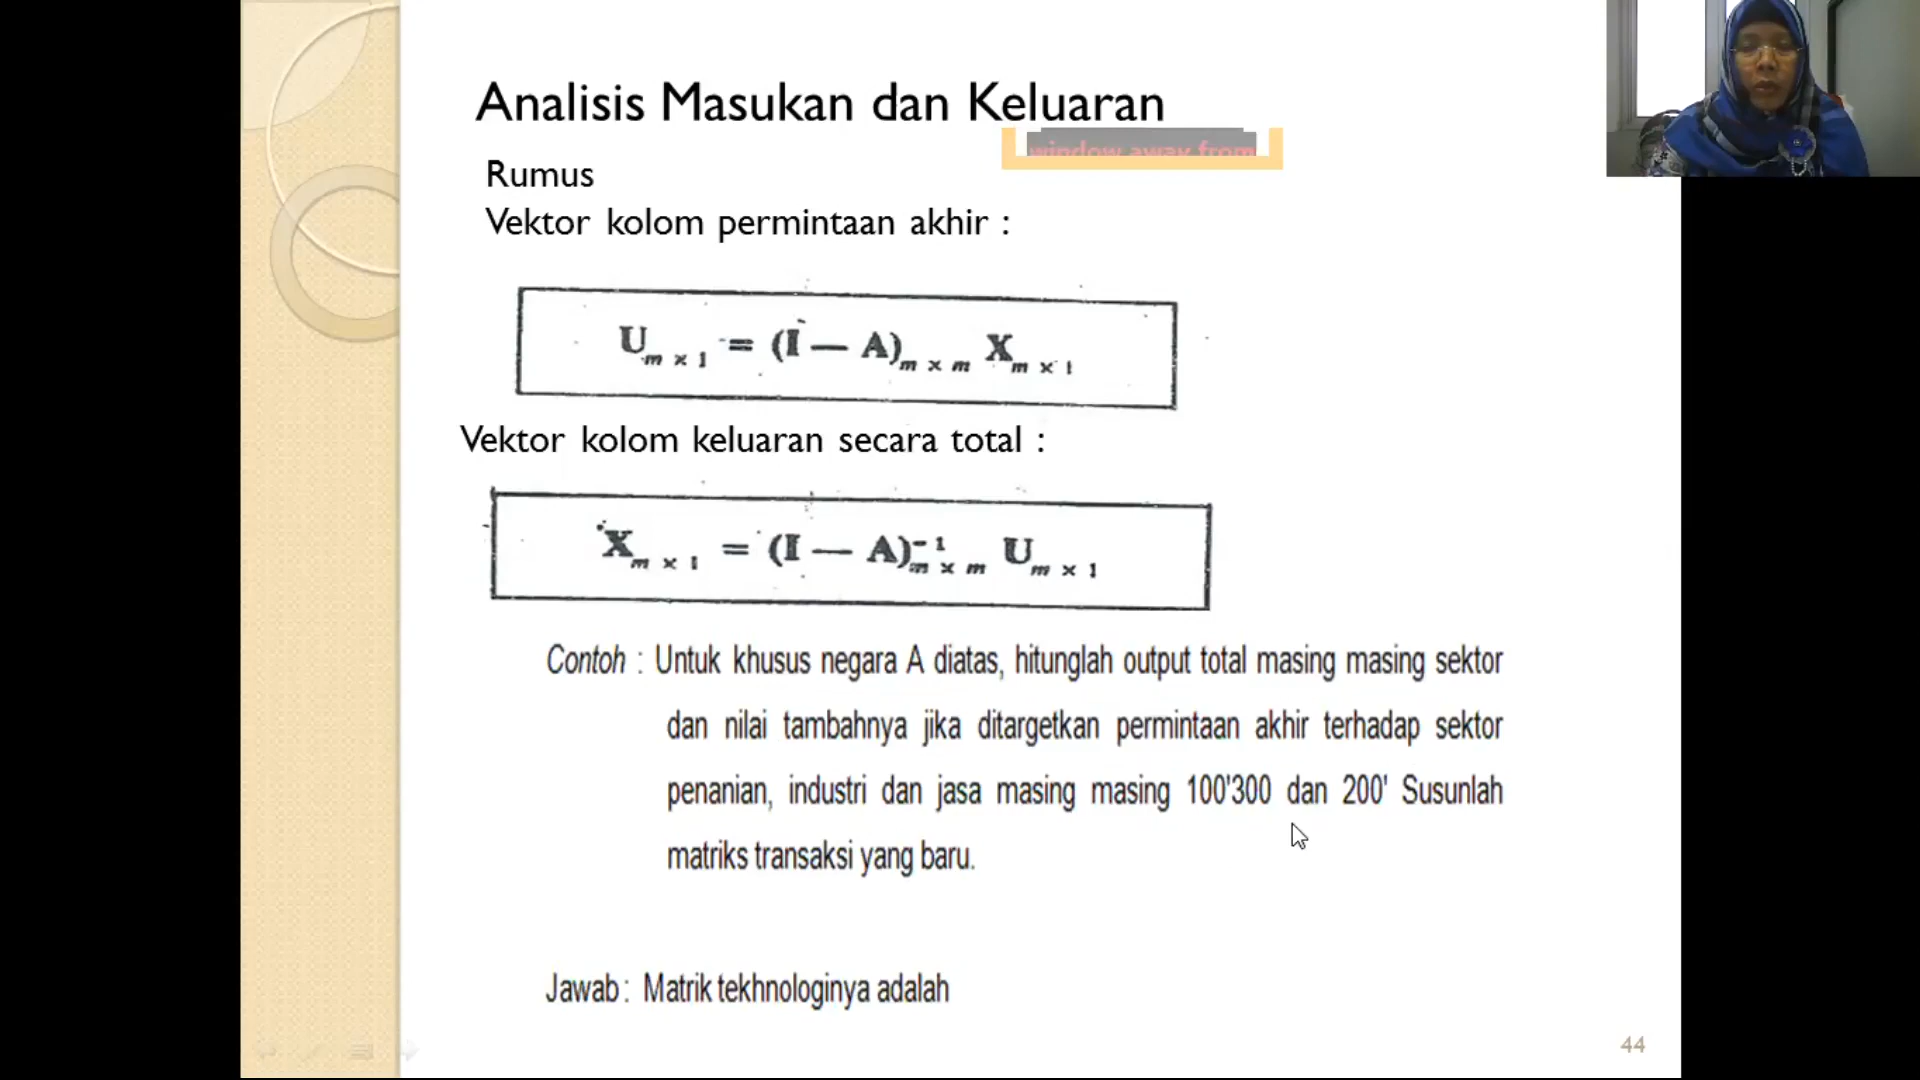 Analisis Masukan dan Keluaran
window away from
Rumus
Vektor kolom permintaan akhir :
U m × 1 = (I — A) m × m X m × 1
Vektor kolom keluaran secara total :
X m × 1 = (I — A)⁻¹ m × m U m × 1
Contoh : Untuk khusus negara A diatas, hitunglah output total masing masing sektor
dan nilai tambahnya jika ditargetkan permintaan akhir terhadap sektor
penanian, industri dan jasa masing masing 100'300 dan 200' Susunlah
matriks transaksi yang baru.
Jawab : Matrik tekhnologinya adalah
44